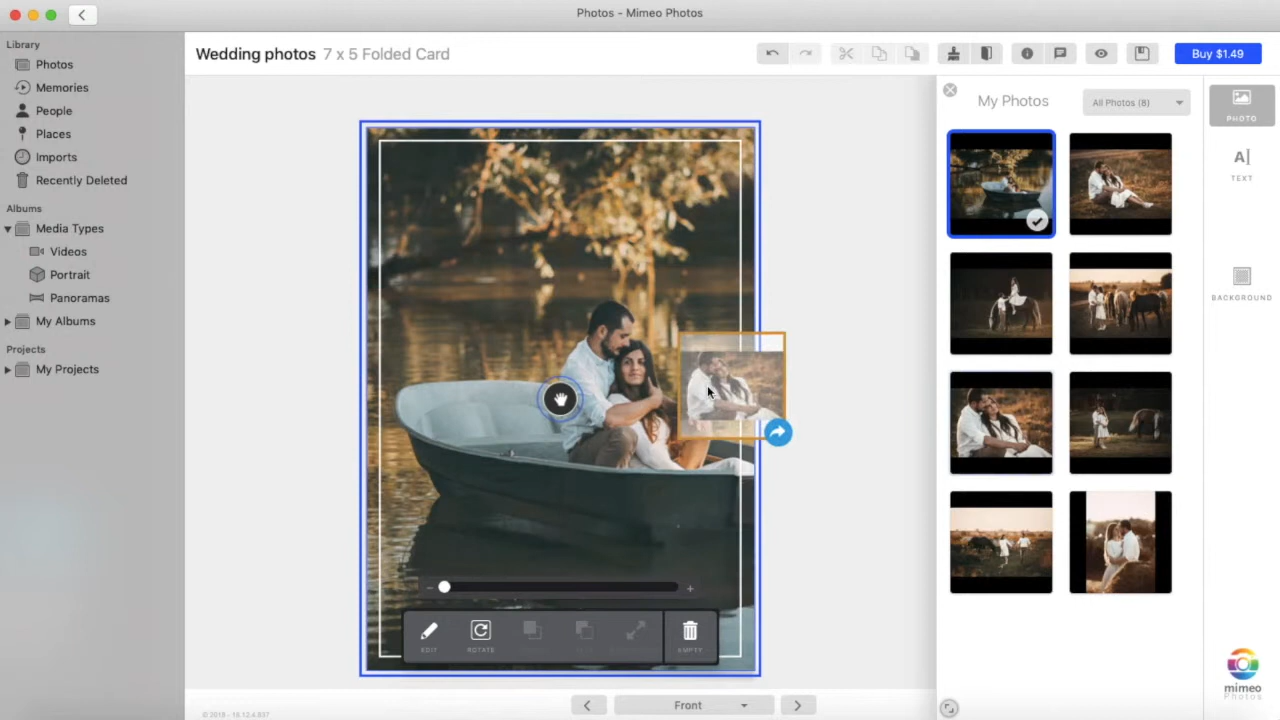 Photos - Mimeo Photos
Library
Photos
Memories
People
Places
Imports
Recently Deleted
Albums
Media Types
Videos
Portrait
Panoramas
My Albums
Projects
My Projects
Wedding photos 7 x 5 Folded Card
Buy $1.49
My Photos
All Photos (8)
PHOTO
A
TEXT
BACKGROUND
EDIT
ROTATE
EMPTY
Front
mimeo
Photos